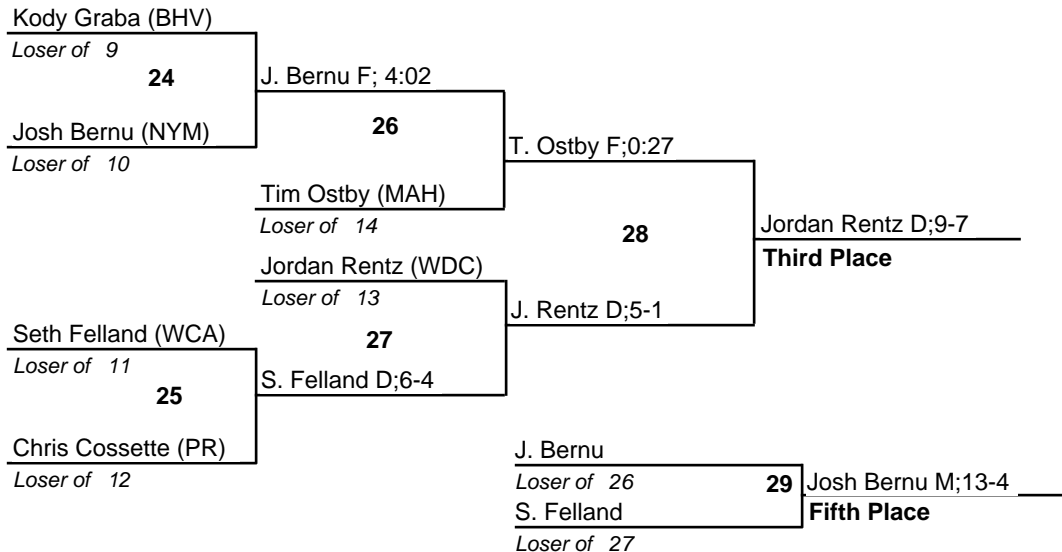 Kody Graba (BHV)
Loser of 9
24
J. Bernu F; 4:02
Josh Bernu (NYM)
Loser of 10
26
T. Ostby F;0:27
Tim Ostby (MAH)
Loser of 14
28
Jordan Rentz D;9-7
Third Place
Jordan Rentz (WDC)
Loser of 13
J. Rentz D;5-1
Seth Felland (WCA)
Loser of 11
27
25
S. Felland D;6-4
Chris Cossette (PR)
Loser of 12
J. Bernu
Loser of 26
29
Josh Bernu M;13-4
Fifth Place
S. Felland
Loser of 27